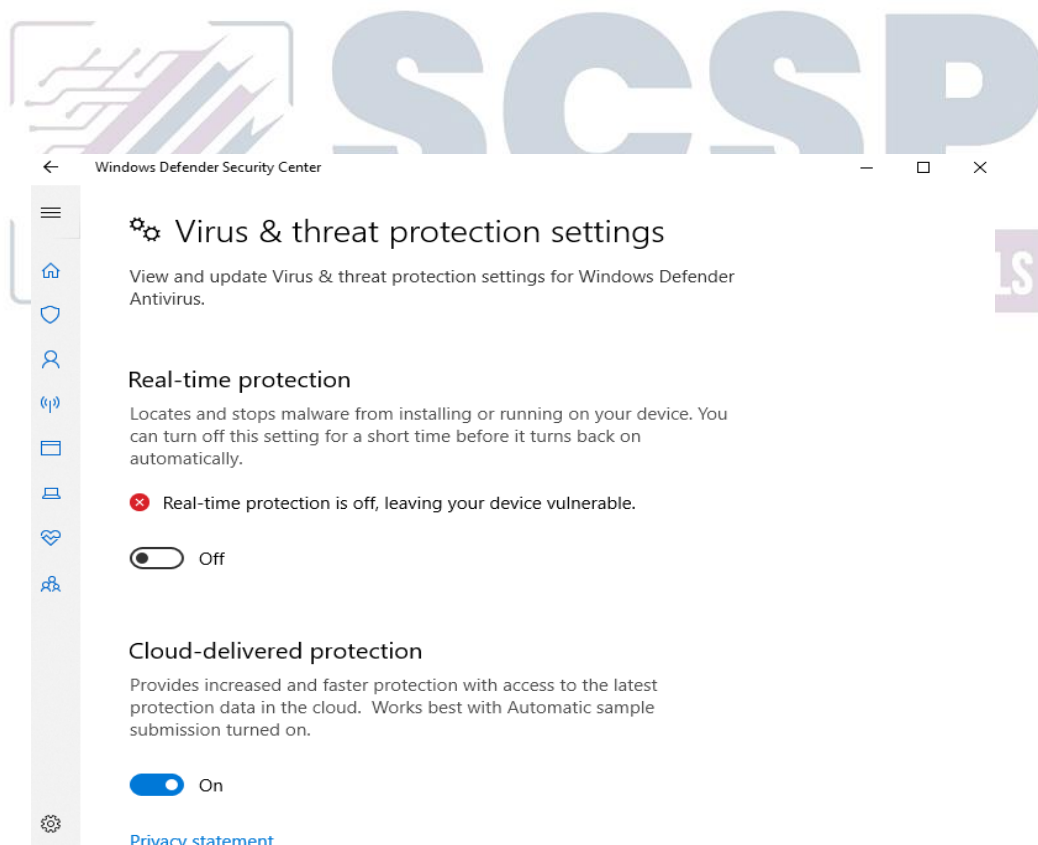 SCSP
Windows Defender Security Center
Virus & threat protection settings
View and update Virus & threat protection settings for Windows Defender
Antivirus.
LS
Real-time protection
Locates and stops malware from installing or running on your device. You
can turn off this setting for a short time before it turns back on
automatically.
Real-time protection is off, leaving your device vulnerable.
Off
Cloud-delivered protection
Provides increased and faster protection with access to the latest
protection data in the cloud. Works best with Automatic sample
submission turned on.
On
Privacy statement